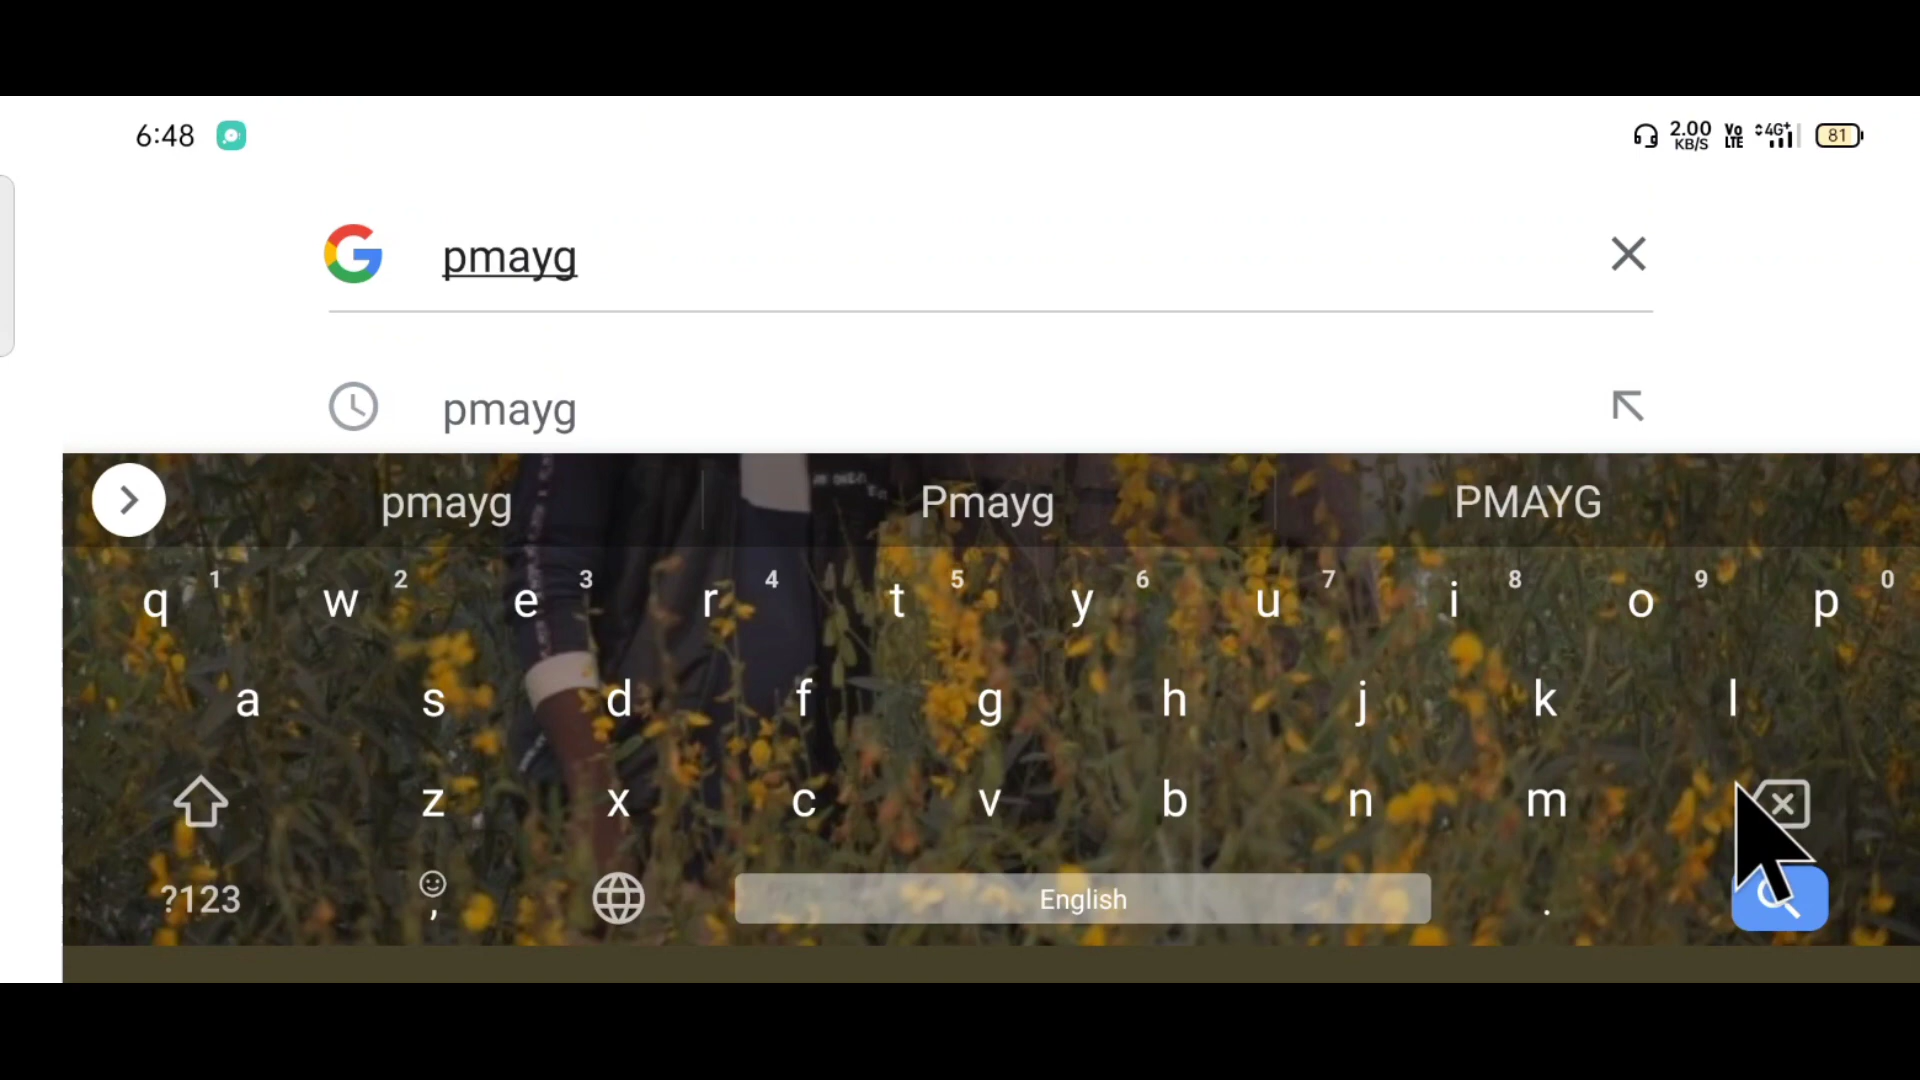 6:48 2.00 KB/S Vo LTE 4G+ 81
pmayg
pmayg
pmayg Pmayg PMAYG
q 1 w 2 e 3 r 4 t 5 y 6 u 7 i 8 o 9 p 0
a s d f g h j k l
z x c v b n m
?123 , English .